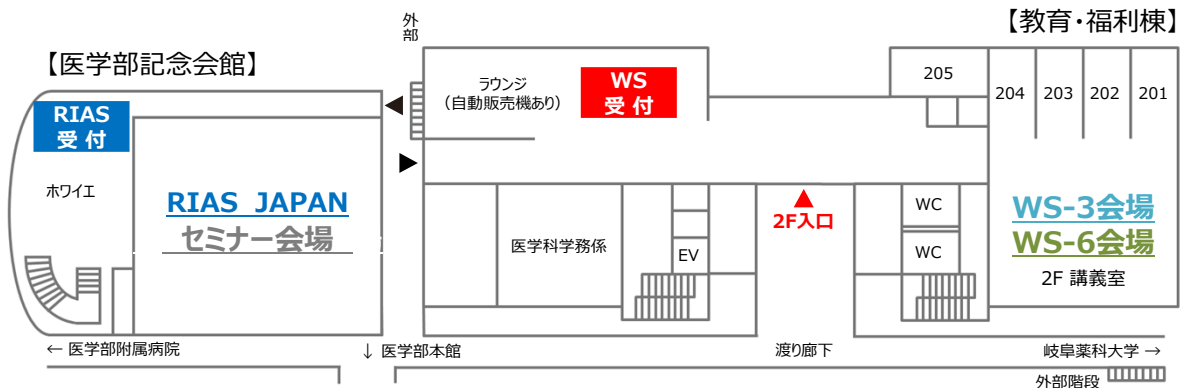 【教育・福利棟】
外部
【医学部記念会館】
ラウンジ
（自動販売機あり）
WS
受付
205
204
203
202
201
RIAS
受 付
ホワイエ
RIAS JAPAN
セミナー会場
2F入口
医学科学務係
EV
WC
WC
WS-3会場
WS-6会場
2F 講義室
← 医学部附属病院
↓ 医学部本館
渡り廊下
岐阜薬科大学 →
外部階段